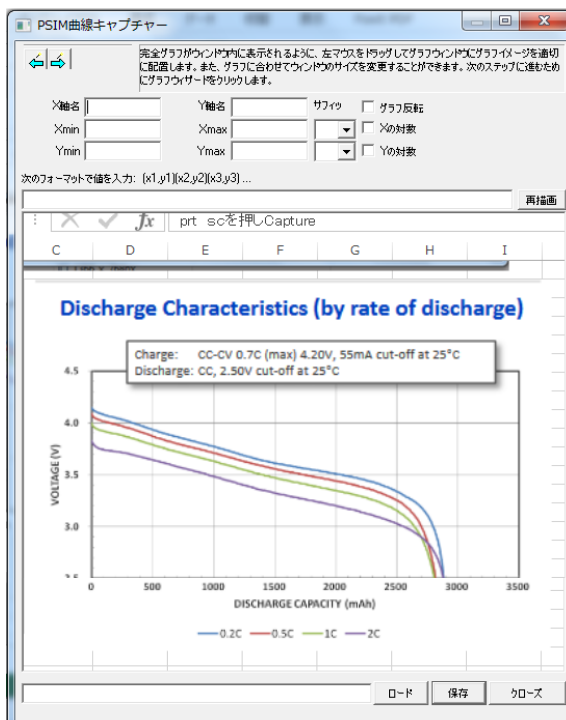 PSIM曲線キャプチャー
完全グラフがウィンドウ内に表示されるように、左マウスをドラッグしてグラフウィンドウにグラフイメージを適切
に配置します。また、グラフに合わせてウィンドウのサイズを変更することができます。次のステップに進むため
にグラフウィザードをクリックします。
X軸名 Y軸名 サフィッ グラフ反転
Xmin Xmax Xの対数
Ymin Ymax Yの対数
次のフォーマットで値を入力: (x1,y1)(x2,y2)(x3,y3) ...
再描画
fx prt scを押しCapture
C D E F G H I
Discharge Characteristics (by rate of discharge)
Charge: CC-CV 0.7C (max) 4.20V, 55mA cut-off at 25°C
Discharge: CC, 2.50V cut-off at 25°C
4.5
4.0
3.5
3.0
2.5
VOLTAGE (V)
0 500 1000 1500 2000 2500 3000 3500
DISCHARGE CAPACITY (mAh)
0.2C 0.5C 1C 2C
ロード 保存 クローズ